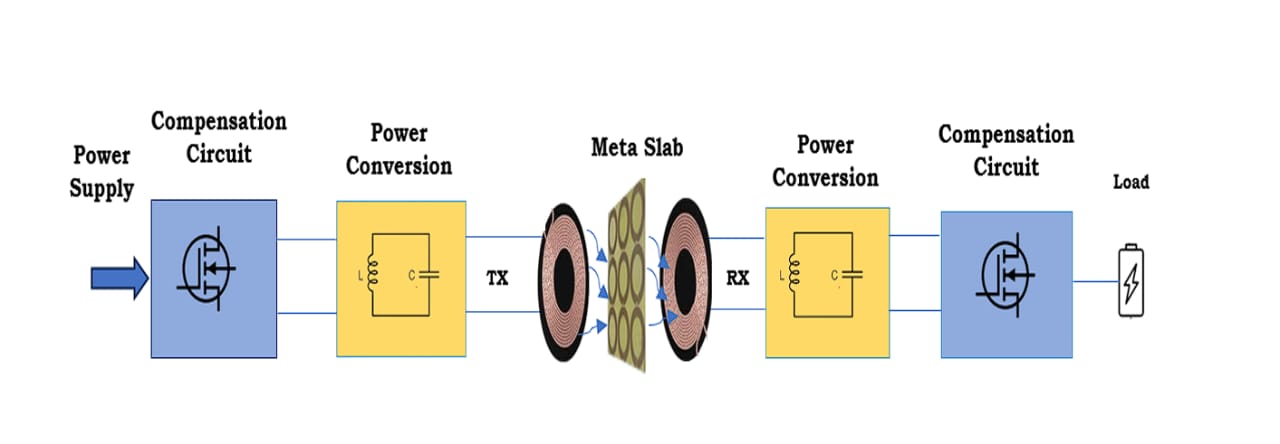 Power
Supply
Compensation
Circuit
Power
Conversion
L
C
TX
Meta Slab
RX
Power
Conversion
L
C
Compensation
Circuit
Load